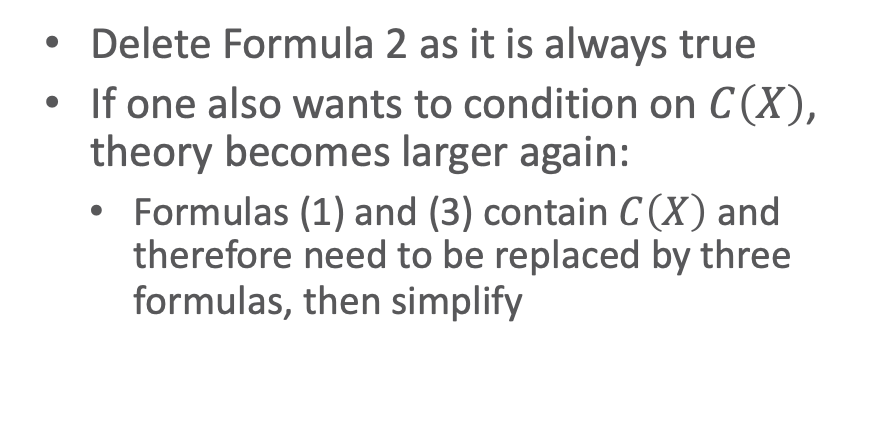 • Delete Formula 2 as it is always true
• If one also wants to condition on C(X),
theory becomes larger again:
• Formulas (1) and (3) contain C(X) and
therefore need to be replaced by three
formulas, then simplify